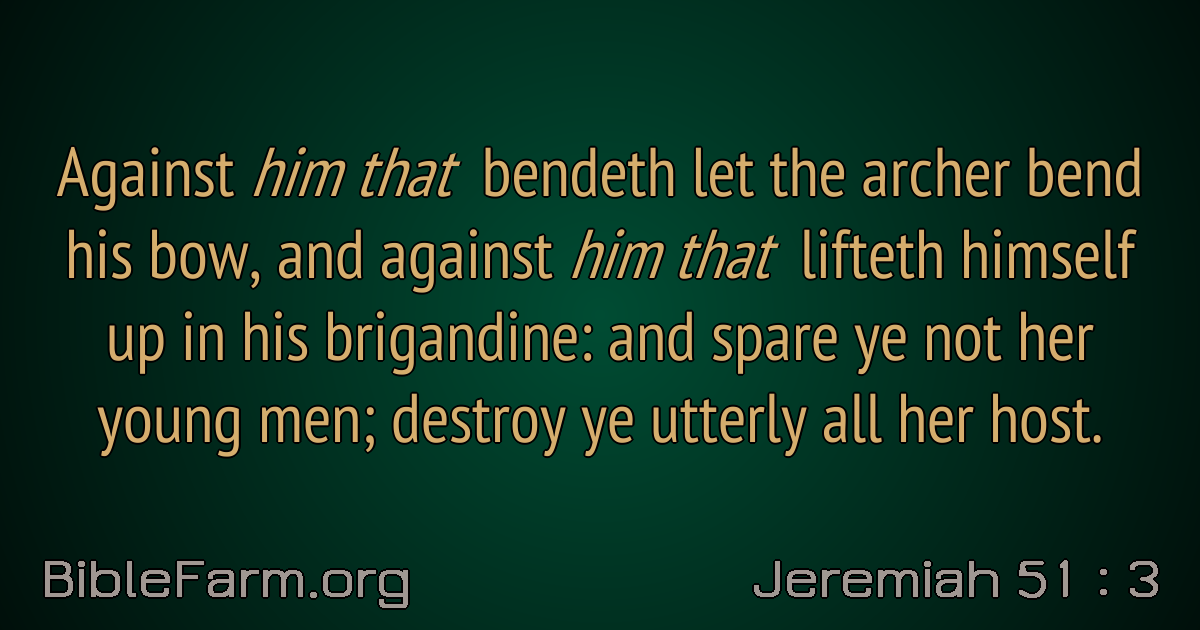 Against him that bendeth let the archer bend
his bow, and against him that lifteth himself
up in his brigandine: and spare ye not her
young men; destroy ye utterly all her host.
BibleFarm.org
Jeremiah 51 : 3